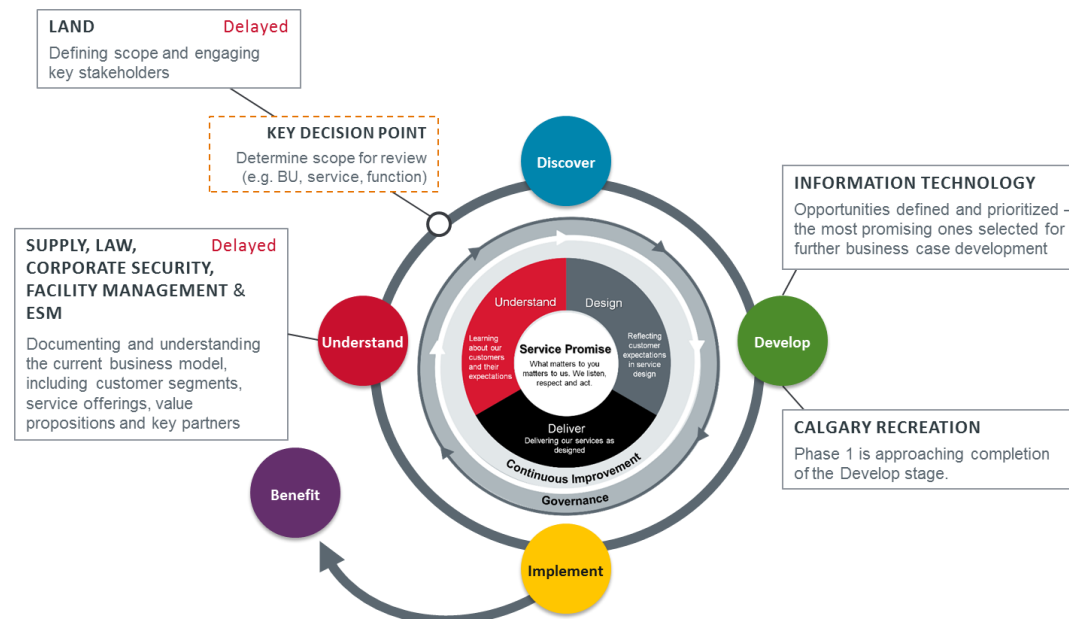 LAND Delayed
Defining scope and engaging
key stakeholders
KEY DECISION POINT
Determine scope for review
(e.g. BU, service, function)
Discover
INFORMATION TECHNOLOGY
Opportunities defined and prioritized -
the most promising ones selected for
further business case development
SUPPLY, LAW, Delayed
CORPORATE SECURITY,
FACILITY MANAGEMENT &
ESM
Documenting and understanding
the current business model,
including customer segments,
service offerings, value
propositions and key partners
Understand
Understand
Learning
about our
customers
and their
expectations
Design
Reflecting
customer
expectations
in service
design
Service Promise
What matters to you
matters to us. We listen,
respect and act.
Deliver
Delivering our services as
designed
Continuous Improvement
Governance
Develop
CALGARY RECREATION
Phase 1 is approaching completion
of the Develop stage.
Benefit
Implement